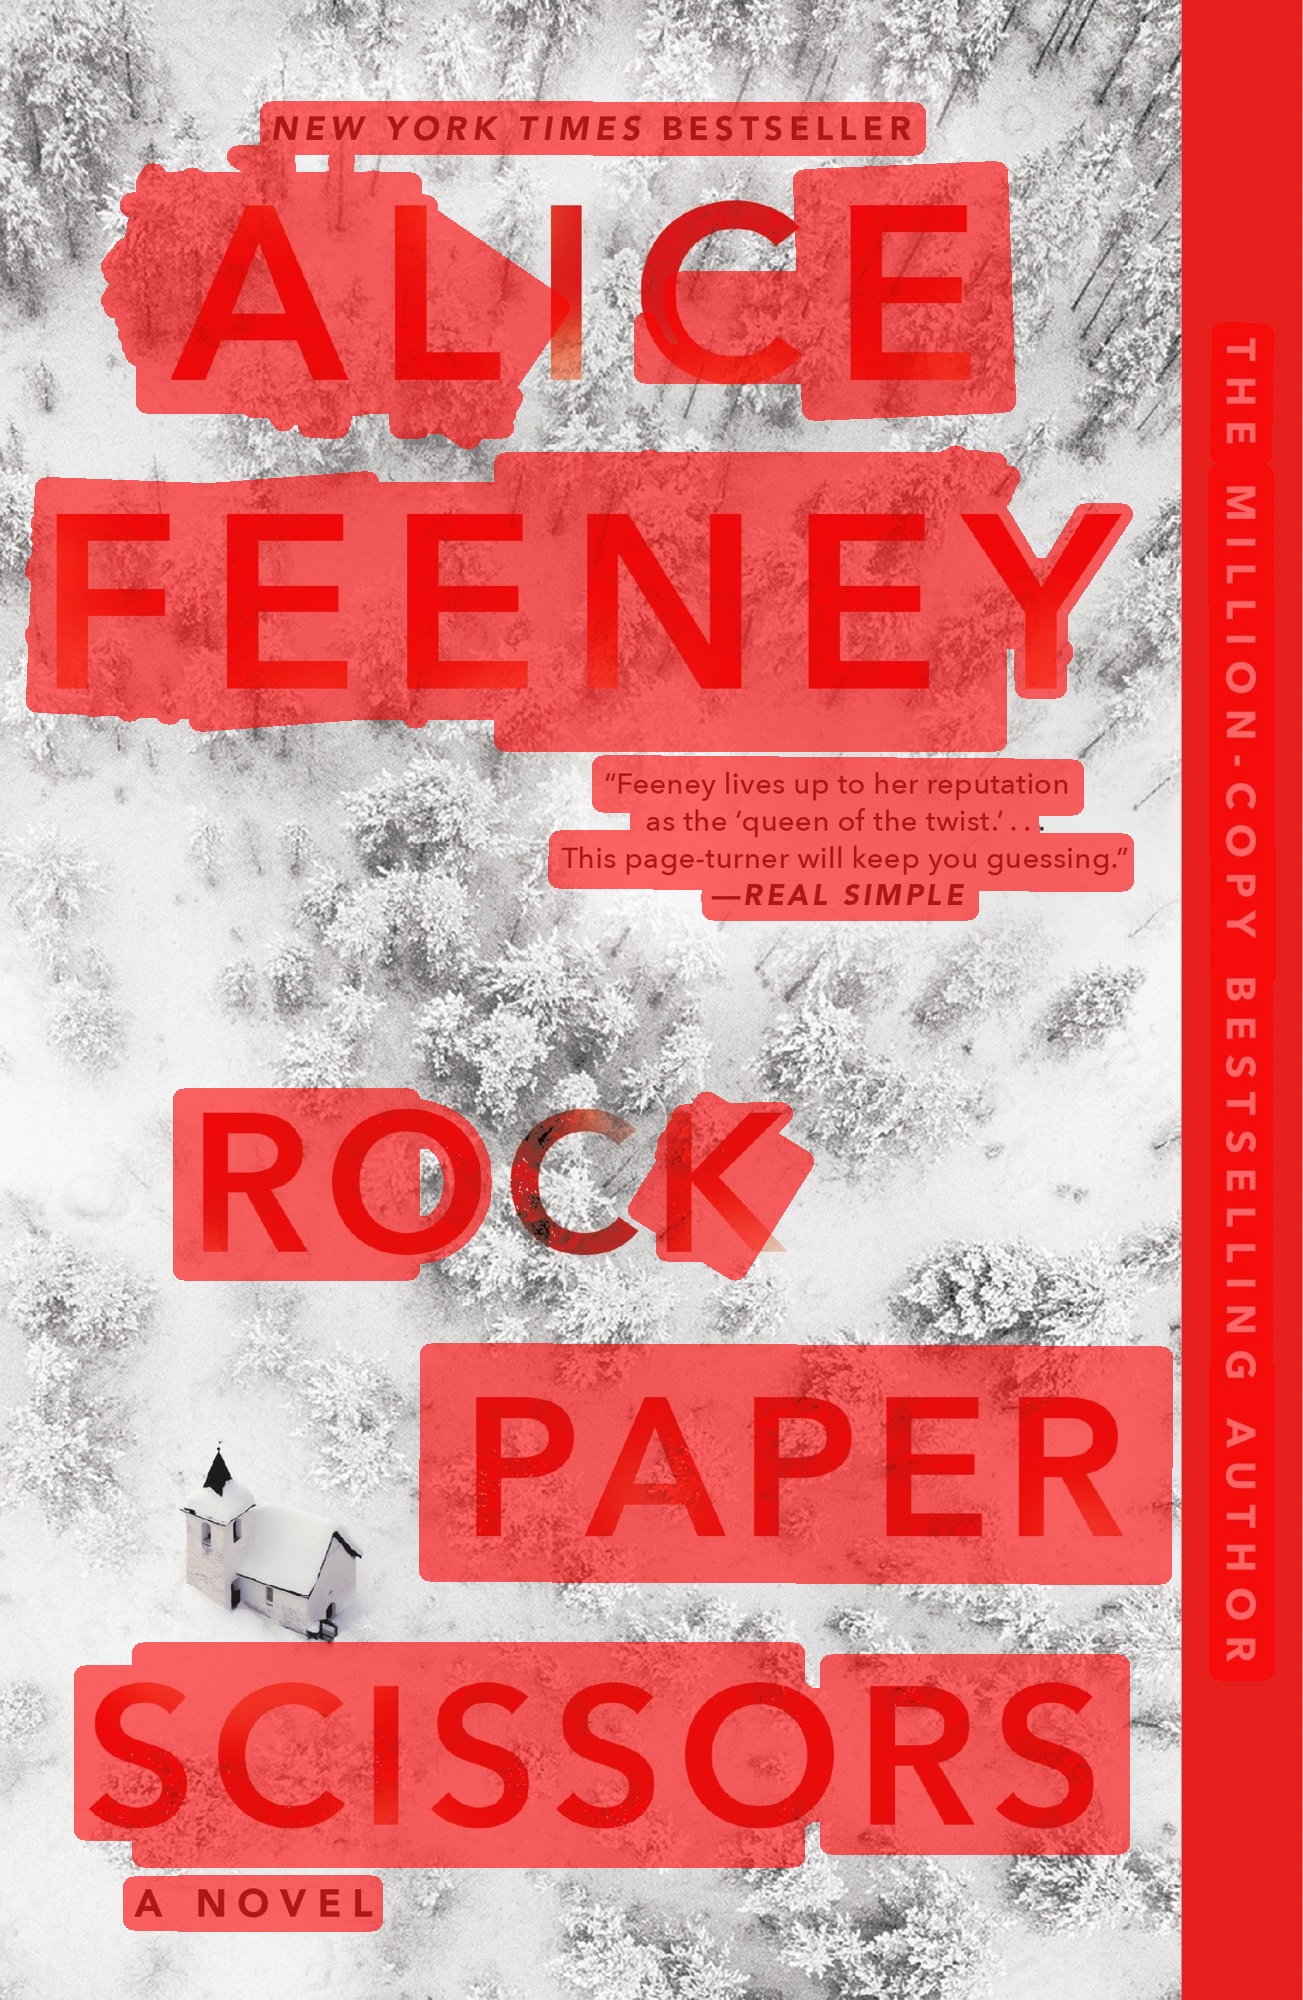 NEW YORK TIMES BESTSELLER
ALICE
FEENEY
“Feeney lives up to her reputation
as the ‘queen of the twist.’ . . .
This page-turner will keep you guessing.”
—REAL SIMPLE
ROCK
PAPER
SCISSORS
A NOVEL
THE MILLION-COPY BESTSELLING AUTHOR